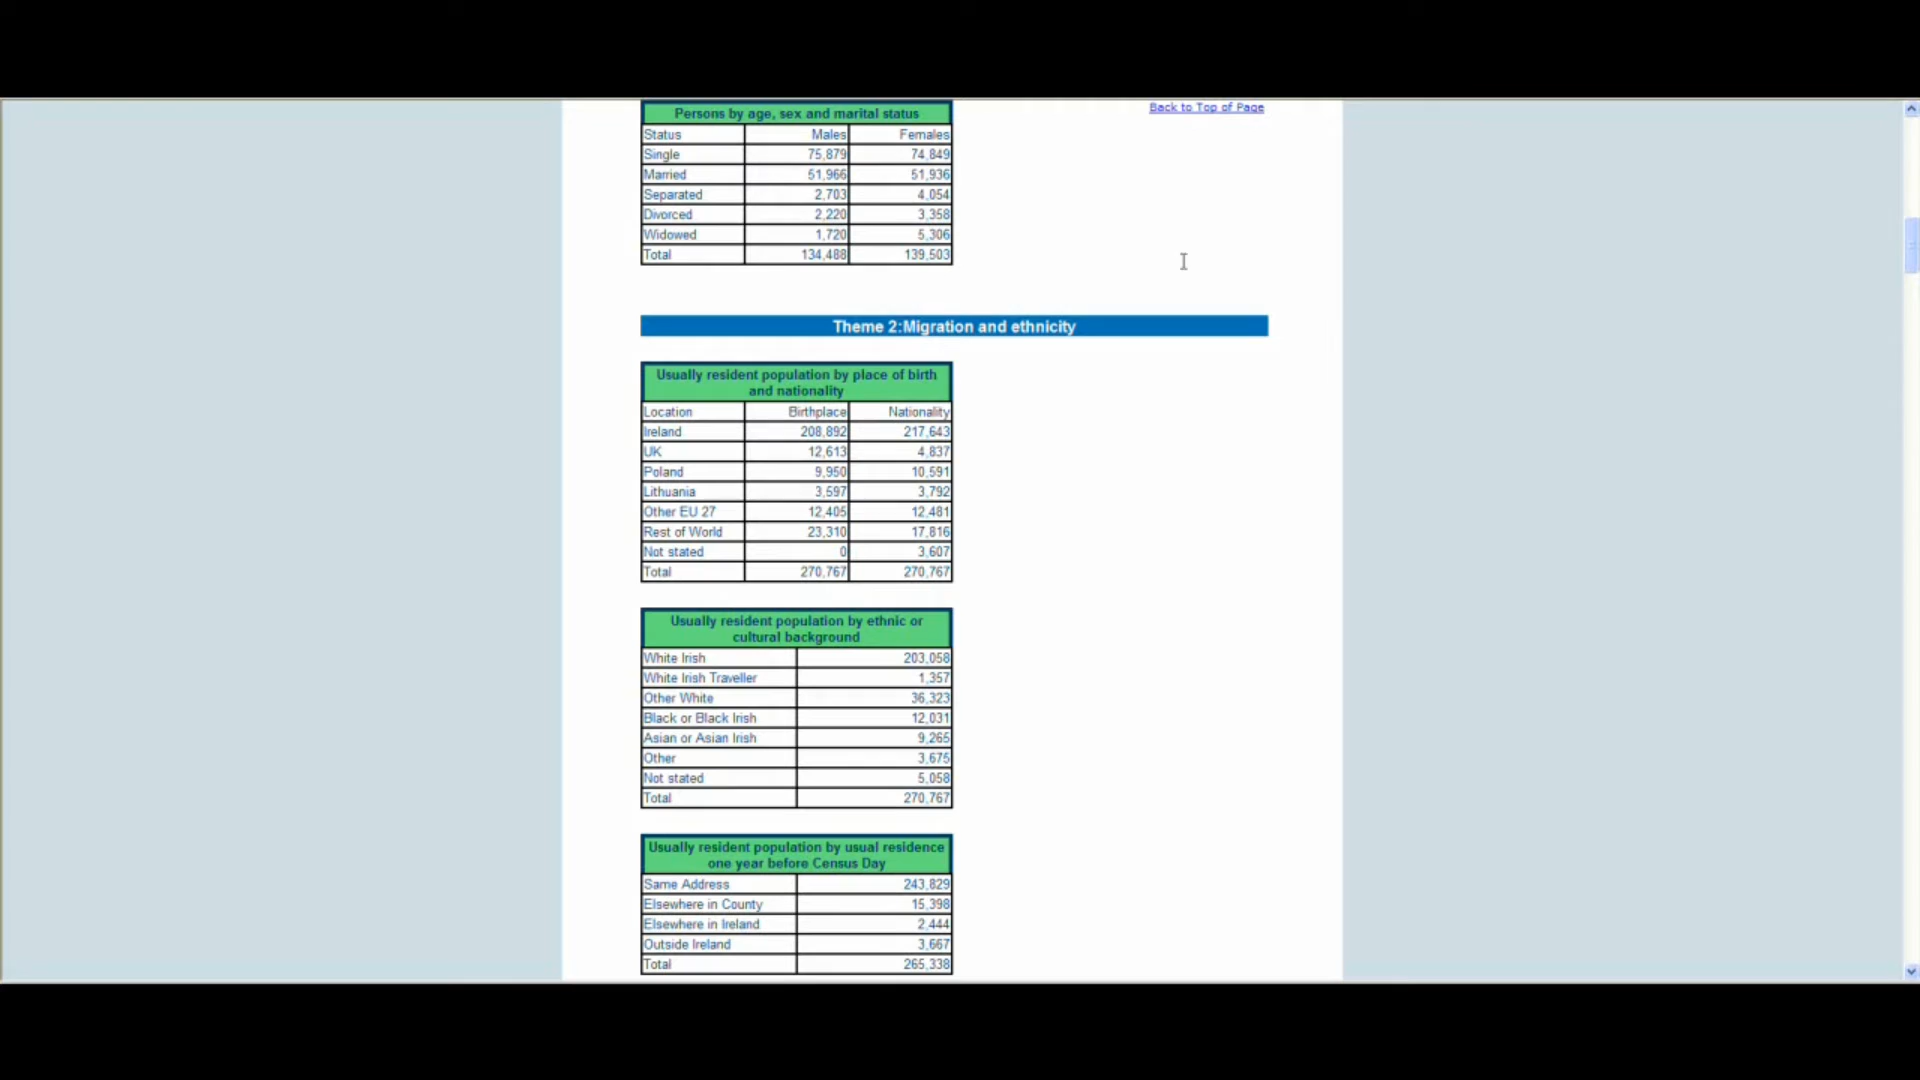 Persons by age, sex and marital status
Back to Top of Page
Status Males Females
Single 75,879 74,849
Married 51,966 51,936
Separated 2,703 4,054
Divorced 2,220 3,358
Widowed 1,720 5,306
Total 134,488 139,503
Theme 2:Migration and ethnicity
Usually resident population by place of birth
and nationality
Location Birthplace Nationality
Ireland 208,892 217,643
UK 12,613 4,837
Poland 9,950 10,591
Lithuania 3,597 3,792
Other EU 27 12,405 12,481
Rest of World 23,310 17,816
Not stated 0 3,607
Total 270,767 270,767
Usually resident population by ethnic or
cultural background
White Irish 203,058
White Irish Traveller 1,357
Other White 36,323
Black or Black Irish 12,031
Asian or Asian Irish 9,265
Other 3,675
Not stated 5,058
Total 270,767
Usually resident population by usual residence
one year before Census Day
Same Address 243,829
Elsewhere in County 15,398
Elsewhere in Ireland 2,444
Outside Ireland 3,667
Total 265,338